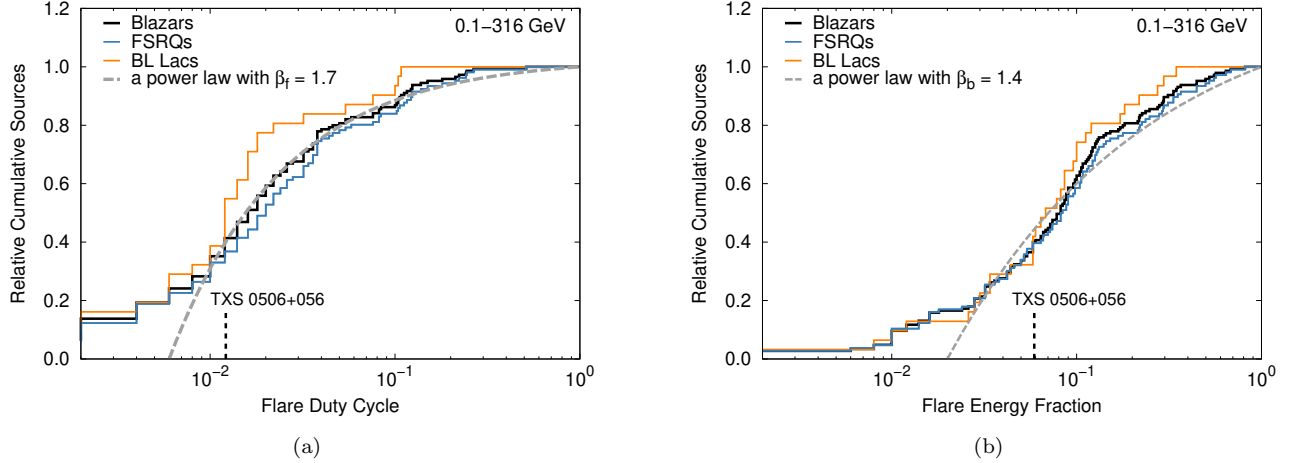 Blazars
FSRQs
BL Lacs
a power law with β_f = 1.7
0.1−316 GeV
1.2
1.0
0.8
0.6
0.4
0.2
0.0
Relative Cumulative Sources
TXS 0506+056
10^−2
10^−1
10^0
Flare Duty Cycle
(a)
Blazars
FSRQs
BL Lacs
a power law with β_b = 1.4
0.1−316 GeV
1.2
1.0
0.8
0.6
0.4
0.2
0.0
Relative Cumulative Sources
TXS 0506+056
10^−2
10^−1
10^0
Flare Energy Fraction
(b)